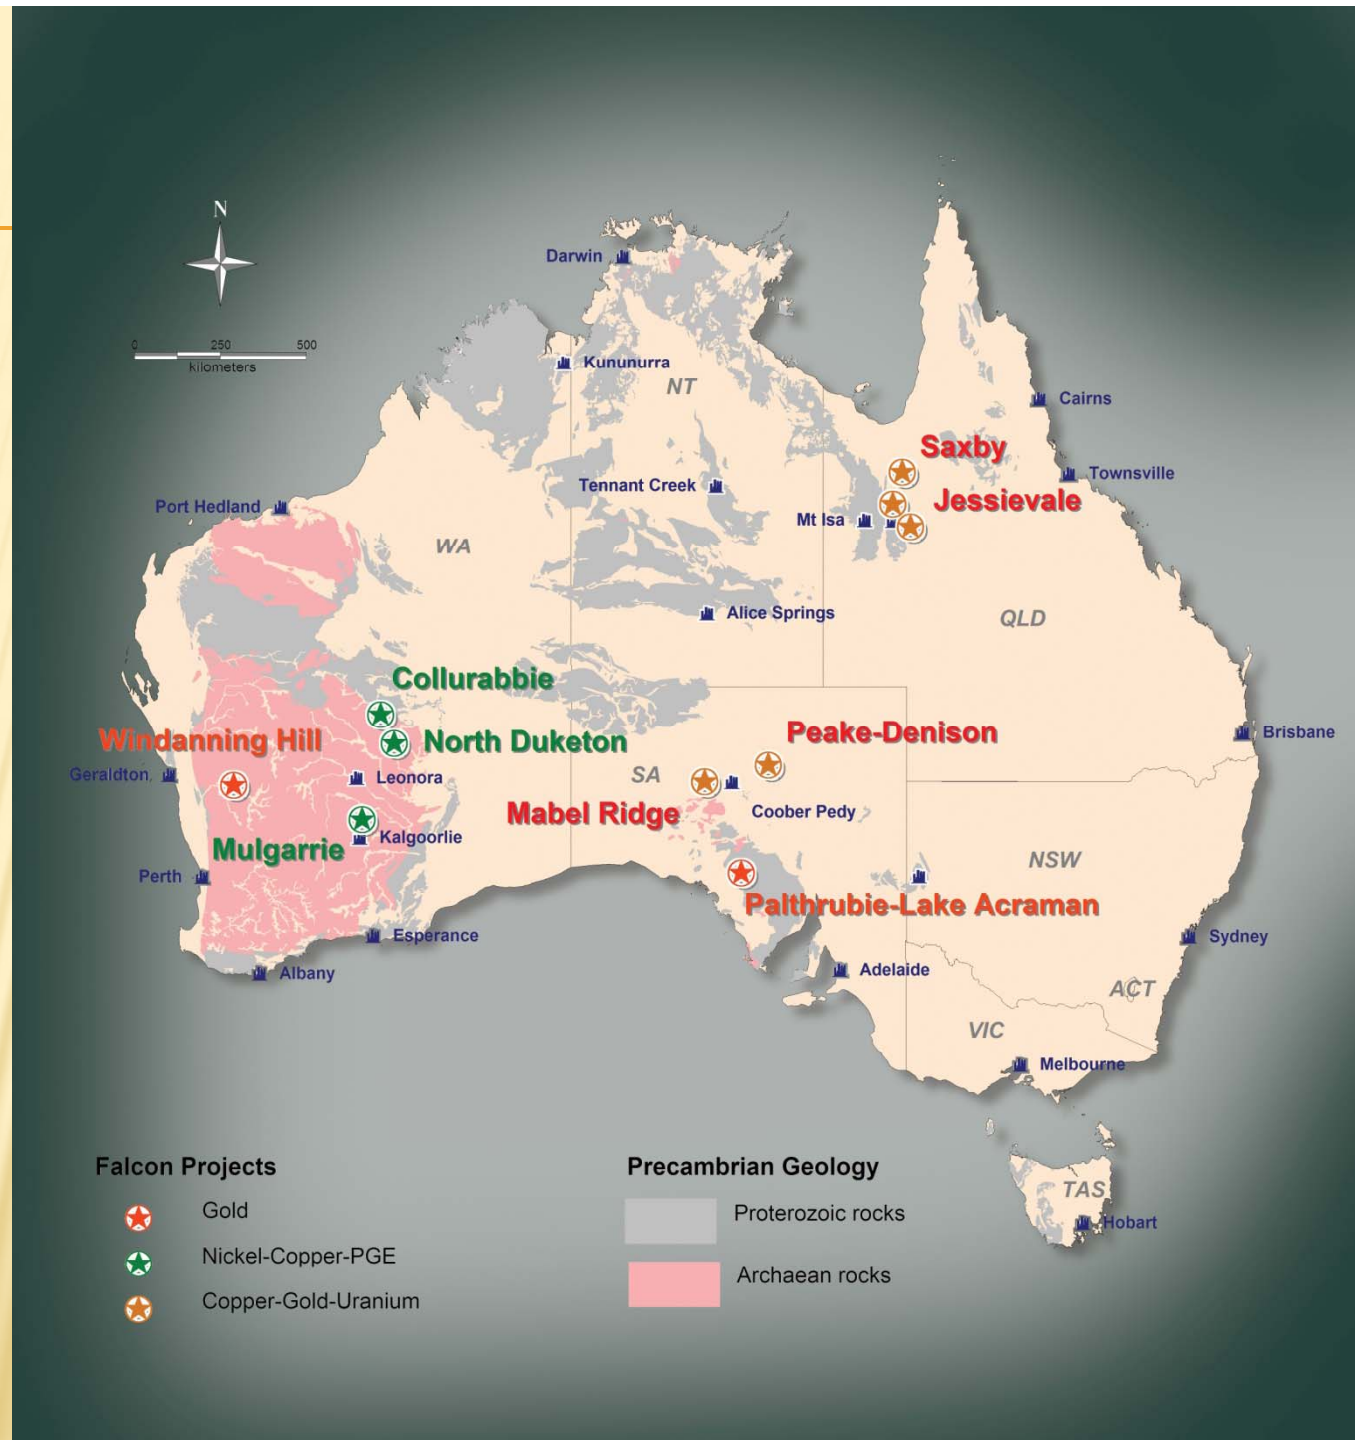 N
0 250 500
kilometers
Darwin
Kununurra
NT
Cairns
Saxby
Townsville
Tennant Creek
Port Hedland
Jessievale
Mt Isa
WA
Alice Springs
QLD
Collurabbie
Windanning Hill
North Duketon
Peake-Denison
Brisbane
Geraldton
Leonora
SA
Mabel Ridge
Coober Pedy
Kalgoorlie
Mulgarrie
NSW
Perth
Palthrubie-Lake Acraman
Esperance
Sydney
Albany
Adelaide
ACT
VIC
Melbourne
TAS
Hobart
Falcon Projects
Gold
Nickel-Copper-PGE
Copper-Gold-Uranium
Precambrian Geology
Proterozoic rocks
Archaean rocks